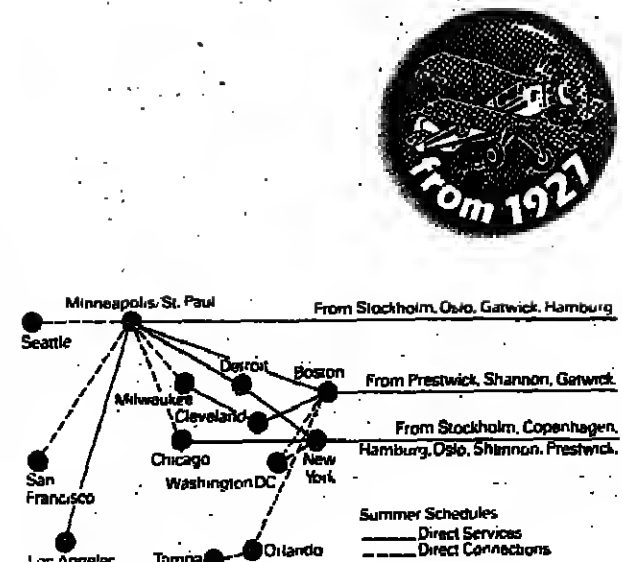 from 1927
Minneapolis/St. Paul
From Stockholm, Oslo, Gatwick, Hamburg
Seattle
Detroit
Boston
From Prestwick, Shannon, Gatwick.
Milwaukee
Cleveland
From Stockholm, Copenhagen,
Hamburg, Oslo, Shannon, Prestwick.
Chicago
New
York
Washington DC
San
Francisco
Summer Schedules
Direct Services
Direct Connections
Los Angeles
Tampa
Orlando